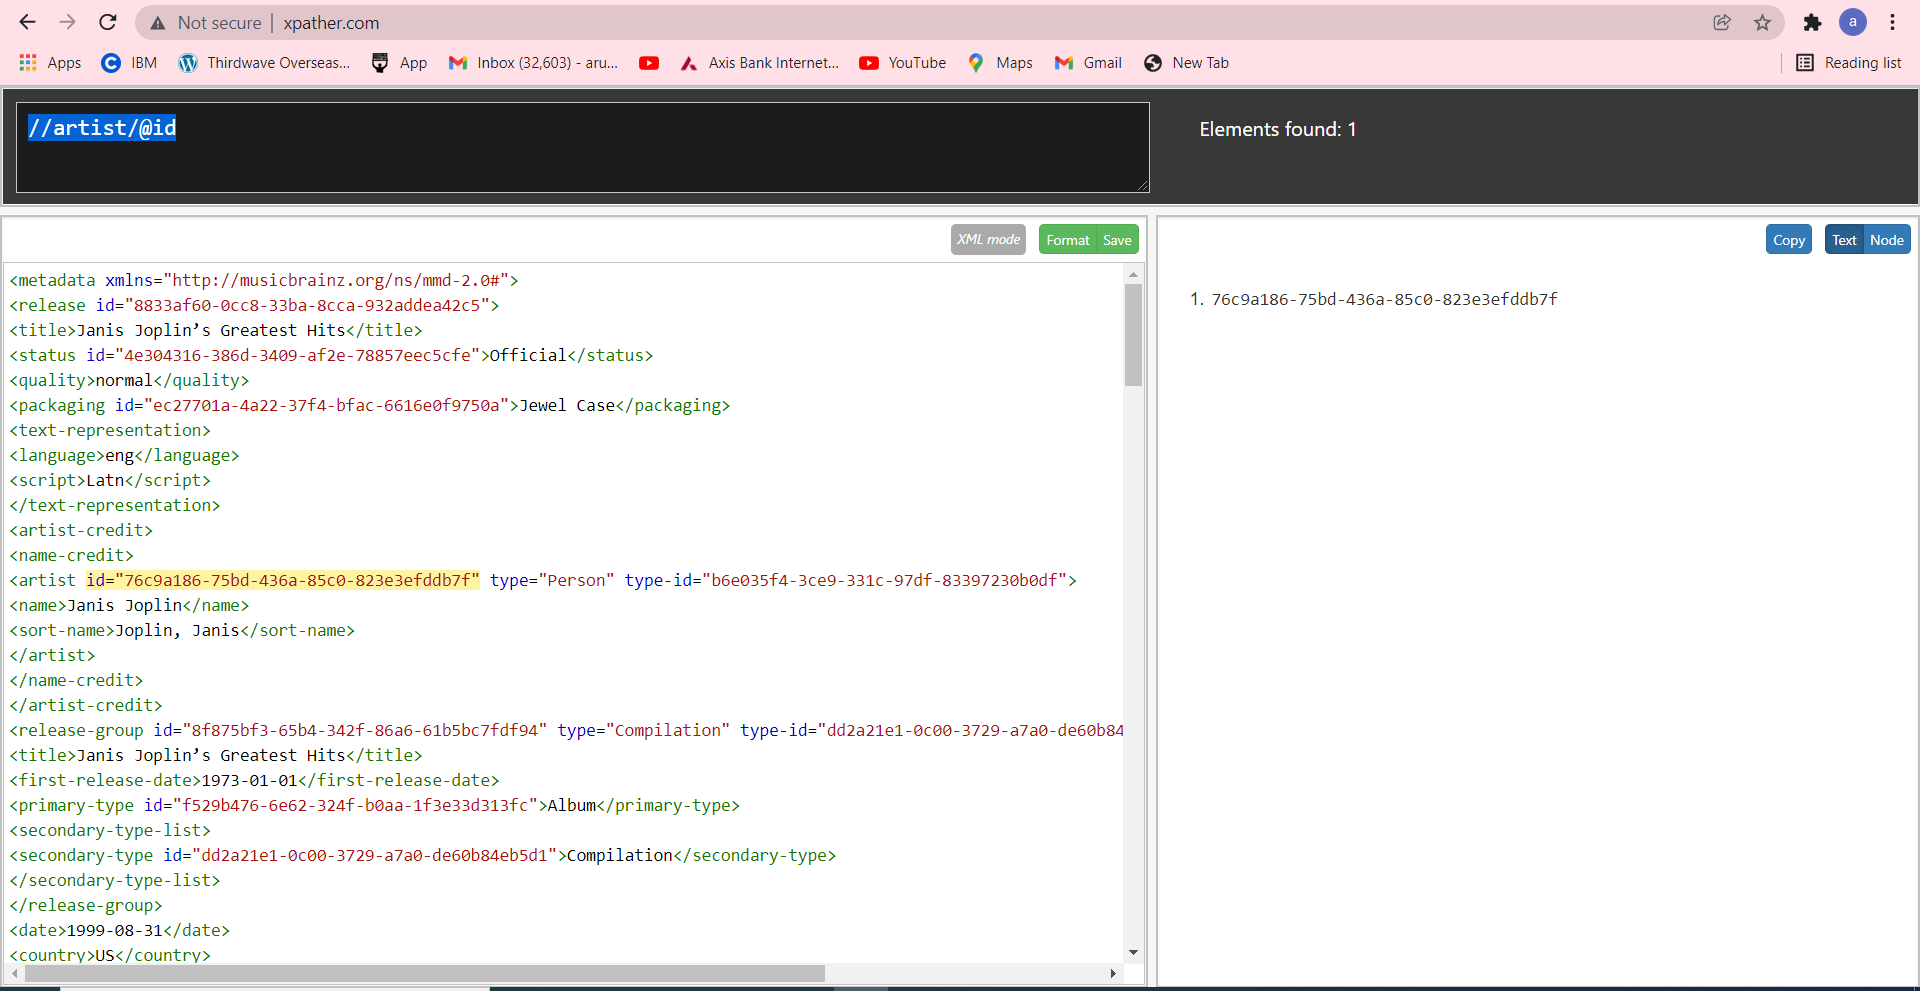 Not secure | xpather.com
a
Apps IBM Thirdwave Overseas... App Inbox (32,603) - aru... Axis Bank Internet... YouTube Maps Gmail New Tab Reading list
//artist/@id
Elements found: 1
XML mode Format Save
Copy Text Node
<metadata xmlns="http://musicbrainz.org/ns/mmd-2.0#">
<release id="8833af60-0cc8-33ba-8cca-932addea42c5">
<title>Janis Joplin’s Greatest Hits</title>
<status id="4e304316-386d-3409-af2e-78857eec5cfe">Official</status>
<quality>normal</quality>
<packaging id="ec27701a-4a22-37f4-bfac-6616e0f9750a">Jewel Case</packaging>
<text-representation>
<language>eng</language>
<script>Latn</script>
</text-representation>
<artist-credit>
<name-credit>
<artist id="76c9a186-75bd-436a-85c0-823e3efddb7f" type="Person" type-id="b6e035f4-3ce9-331c-97df-83397230b0df">
<name>Janis Joplin</name>
<sort-name>Joplin, Janis</sort-name>
</artist>
</name-credit>
</artist-credit>
<release-group id="8f875bf3-65b4-342f-86a6-61b5bc7fdf94" type="Compilation" type-id="dd2a21e1-0c00-3729-a7a0-de60b84
<title>Janis Joplin’s Greatest Hits</title>
<first-release-date>1973-01-01</first-release-date>
<primary-type id="f529b476-6e62-324f-b0aa-1f3e33d313fc">Album</primary-type>
<secondary-type-list>
<secondary-type id="dd2a21e1-0c00-3729-a7a0-de60b84eb5d1">Compilation</secondary-type>
</secondary-type-list>
</release-group>
<date>1999-08-31</date>
<country>US</country>
1. 76c9a186-75bd-436a-85c0-823e3efddb7f